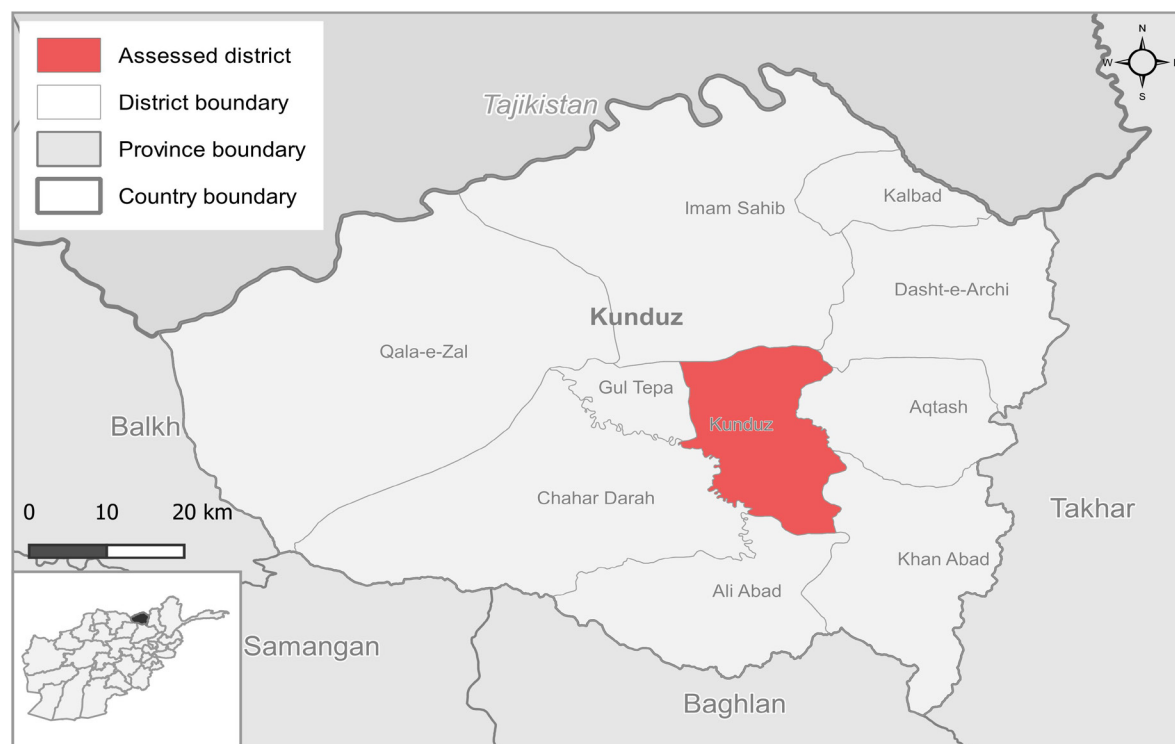 Assessed district
District boundary
Province boundary
Country boundary
N
W
S
Tajikistan
Kalbad
Imam Sahib
Dasht-e-Archi
Kunduz
Qala-e-Zal
Gul Tepa
Aqtash
Kunduz
Balkh
Chahar Darah
Takhar
0 10 20 km
Khan Abad
Ali Abad
Samangan
Baghlan